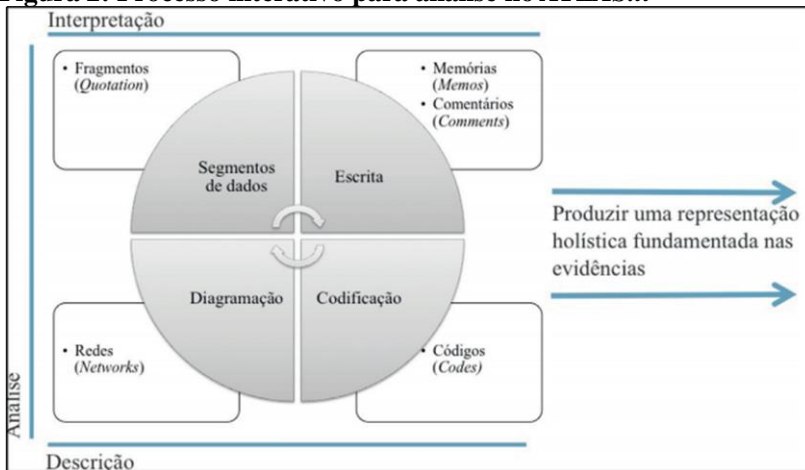 Interpretação
• Fragmentos
(Quotation)
• Memórias
(Memos)
• Comentários
(Comments)
Segmentos
de dados
Escrita
Produzir uma representação
holística fundamentada nas
evidências
Diagramação
Codificação
• Redes
(Networks)
• Códigos
(Codes)
Análise
Descrição